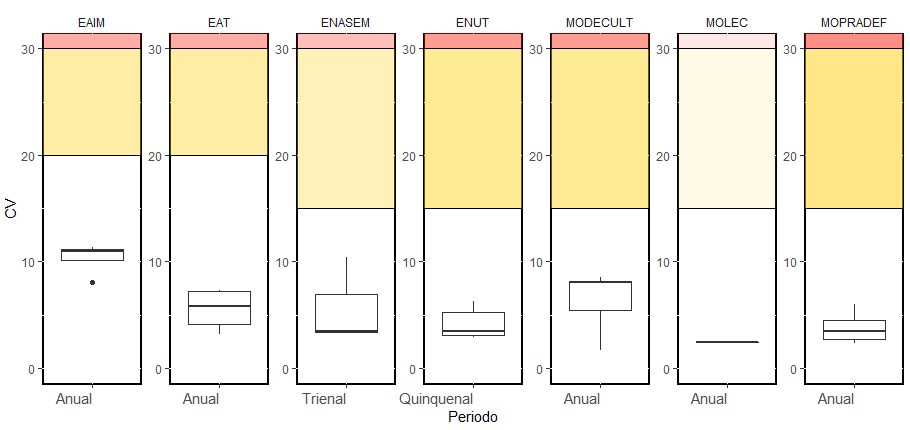 EAIM EAT ENASEM ENUT MODECULT MOLEC MOPRADEF
30 30 30 30 30 30 30
20 20 20 20 20 20 20
CV
10 10 10 10 10 10 10
0 0 0 0 0 0 0
Anual Anual Trienal Quinquenal Anual Anual Anual
Periodo